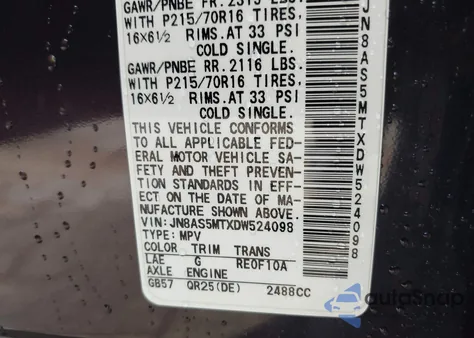 GAWR/PNBE FR. 2315 LBS.
WITH P215/70R16 TIRES,
16X6½ RIMS.AT 33 PSI
COLD SINGLE.
GAWR/PNBE RR. 2116 LBS.
WITH P215/70R16 TIRES,
16X6½ RIMS.AT 33 PSI
COLD SINGLE.
THIS VEHICLE CONFORMS
TO ALL APPLICABLE FED-
ERAL MOTOR VEHICLE SA-
FETY AND THEFT PREVEN-
TION STANDARDS IN EFF-
ECT ON THE DATE OF MA-
NUFACTURE SHOWN ABOVE.
VIN:JN8AS5MTXDW524098
TYPE: MPV
COLOR TRIM TRANS
LAE G RE0F10A
AXLE ENGINE
GB57 QR25(DE) 2488CC
JN8AS5MTXDW524098
autoSnap